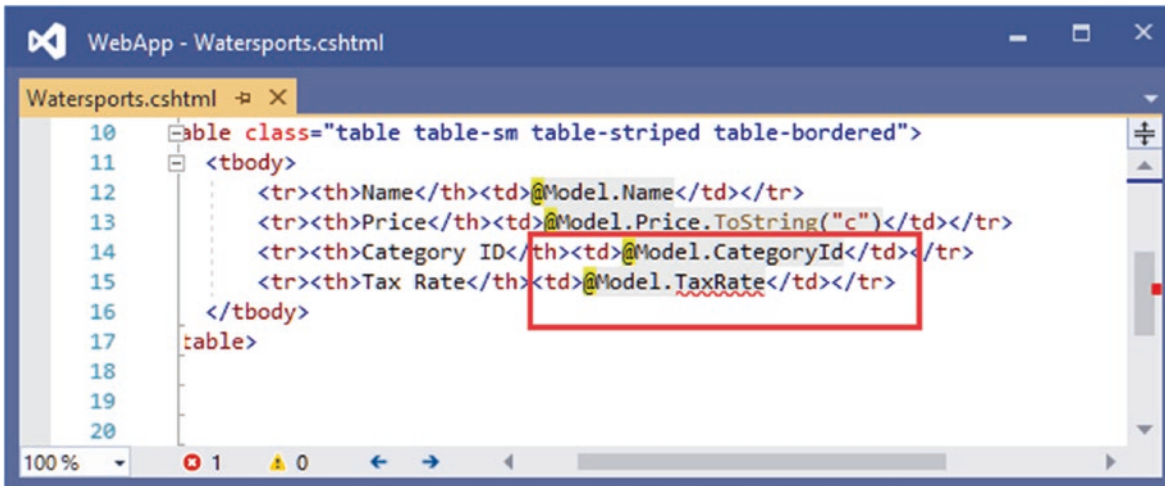 WebApp - Watersports.cshtml
Watersports.cshtml
10 able class="table table-sm table-striped table-bordered">
11 <tbody>
12 <tr><th>Name</th><td>@Model.Name</td></tr>
13 <tr><th>Price</th><td>@Model.Price.ToString("c")</td></tr>
14 <tr><th>Category ID</th><td>@Model.CategoryId</td></tr>
15 <tr><th>Tax Rate</th><td>@Model.TaxRate</td></tr>
16 </tbody>
17 table>
18
19
20
100 % 1 0